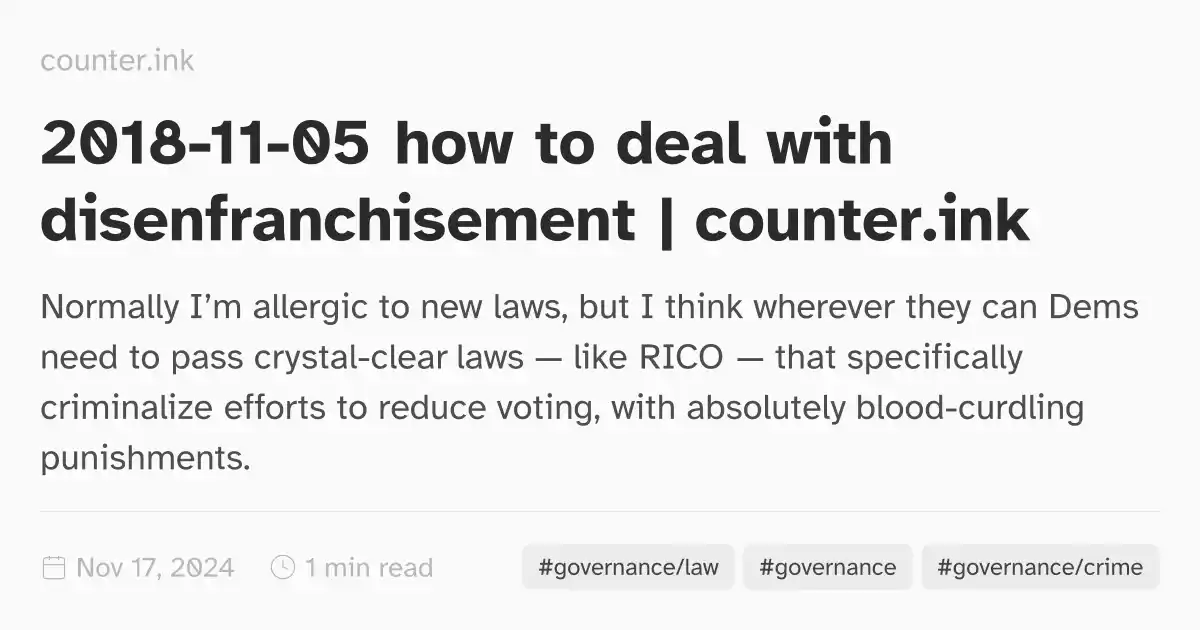 counter.ink
2018-11-05 how to deal with
disenfranchisement | counter.ink
Normally I’m allergic to new laws, but I think wherever they can Dems
need to pass crystal-clear laws — like RICO — that specifically
criminalize efforts to reduce voting, with absolutely blood-curdling
punishments.
Nov 17, 2024 1 min read #governance/law #governance #governance/crime